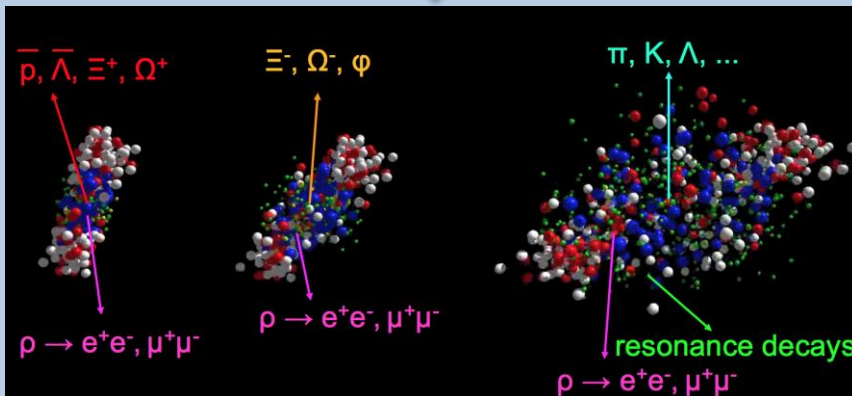 p̅, Λ̅, Ξ⁺, Ω⁺
Ξ⁻, Ω⁻, φ
π, K, Λ, ...
ρ → e⁺e⁻, μ⁺μ⁻
ρ → e⁺e⁻, μ⁺μ⁻
resonance decays
ρ → e⁺e⁻, μ⁺μ⁻